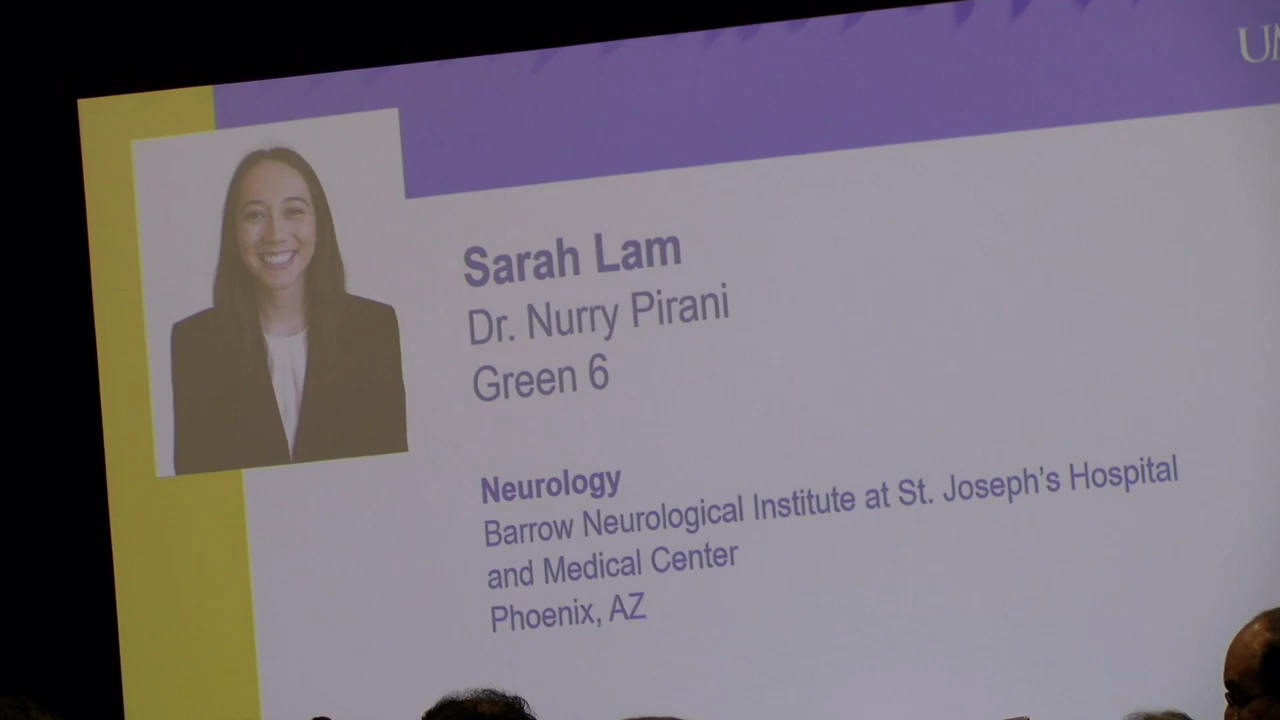 Sarah Lam
Dr. Nurry Pirani
Green 6
Neurology
Barrow Neurological Institute at St. Joseph's Hospital
and Medical Center
Phoenix, AZ